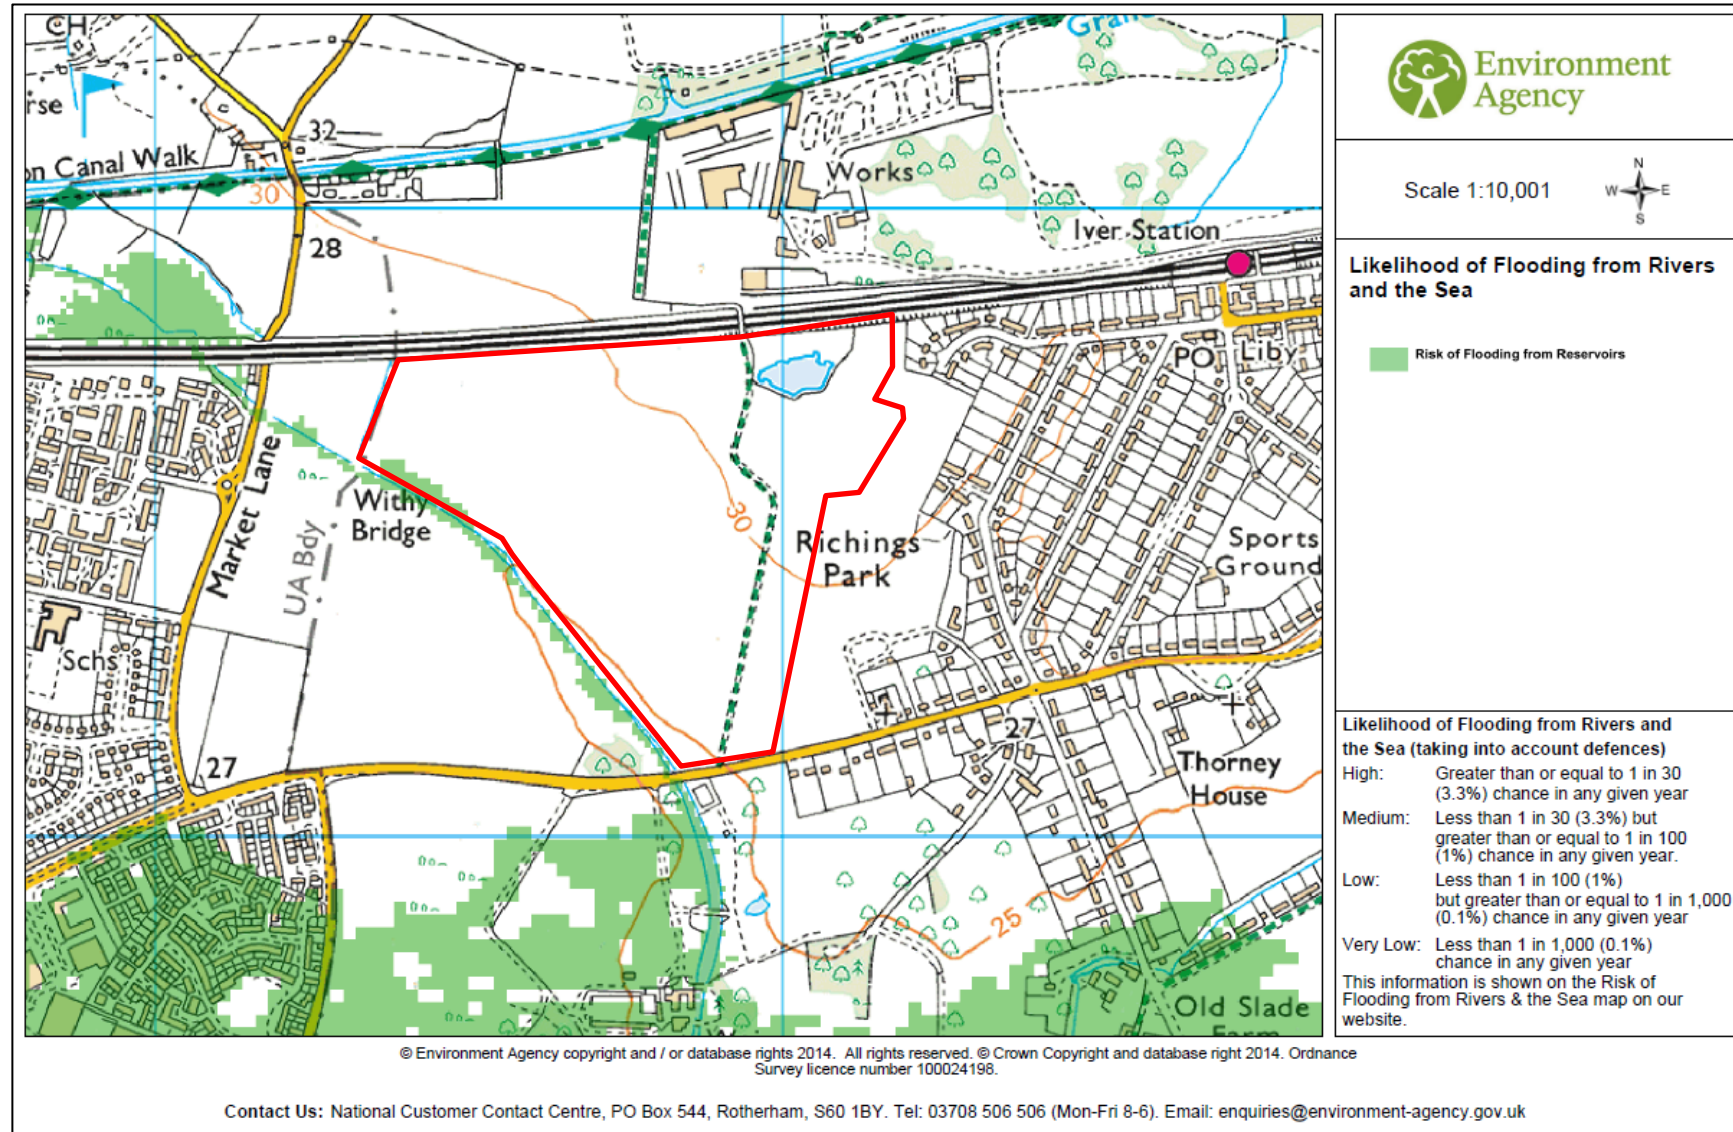 CH
Gran
rse
32
on Canal Walk
30
Works
28
Iver Station
PO
Liby
Market Lane
Withy
Bridge
UA Bdy
30
Richings
Park
Sports
Ground
Schs
27
27
Thorney
House
25
Old Slade
Farm
Environment
Agency
Scale 1:10,001
N
W E
S
Likelihood of Flooding from Rivers
and the Sea
Risk of Flooding from Reservoirs
Likelihood of Flooding from Rivers and
the Sea (taking into account defences)
High: Greater than or equal to 1 in 30
(3.3%) chance in any given year
Medium: Less than 1 in 30 (3.3%) but
greater than or equal to 1 in 100
(1%) chance in any given year.
Low: Less than 1 in 100 (1%)
but greater than or equal to 1 in 1,000
(0.1%) chance in any given year
Very Low: Less than 1 in 1,000 (0.1%)
chance in any given year
This information is shown on the Risk of
Flooding from Rivers & the Sea map on our
website.
© Environment Agency copyright and / or database rights 2014. All rights reserved. © Crown Copyright and database right 2014. Ordnance
Survey licence number 100024198.
Contact Us: National Customer Contact Centre, PO Box 544, Rotherham, S60 1BY. Tel: 03708 506 506 (Mon-Fri 8-6). Email: enquiries@environment-agency.gov.uk